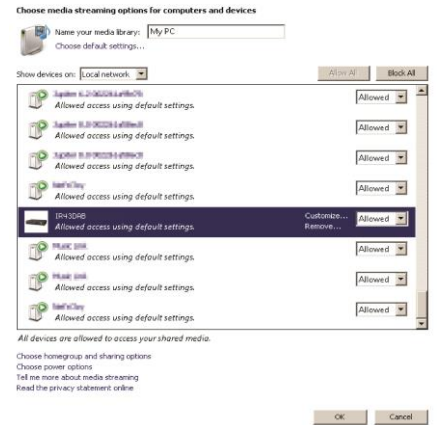 Choose media streaming options for computers and devices
Name your media library: My PC
Choose default settings...
Show devices on: Local network
Allow All
Block All
Allowed access using default settings.
Allowed
Allowed access using default settings.
Allowed
Allowed access using default settings.
Allowed
Allowed access using default settings.
Allowed
IR43DAB
Allowed access using default settings.
Customize...
Remove...
Allowed
Allowed access using default settings.
Allowed
Allowed access using default settings.
Allowed
Allowed access using default settings.
Allowed
All devices are allowed to access your shared media.
Choose homegroup and sharing options
Choose power options
Tell me more about media streaming
Read the privacy statement online
OK
Cancel